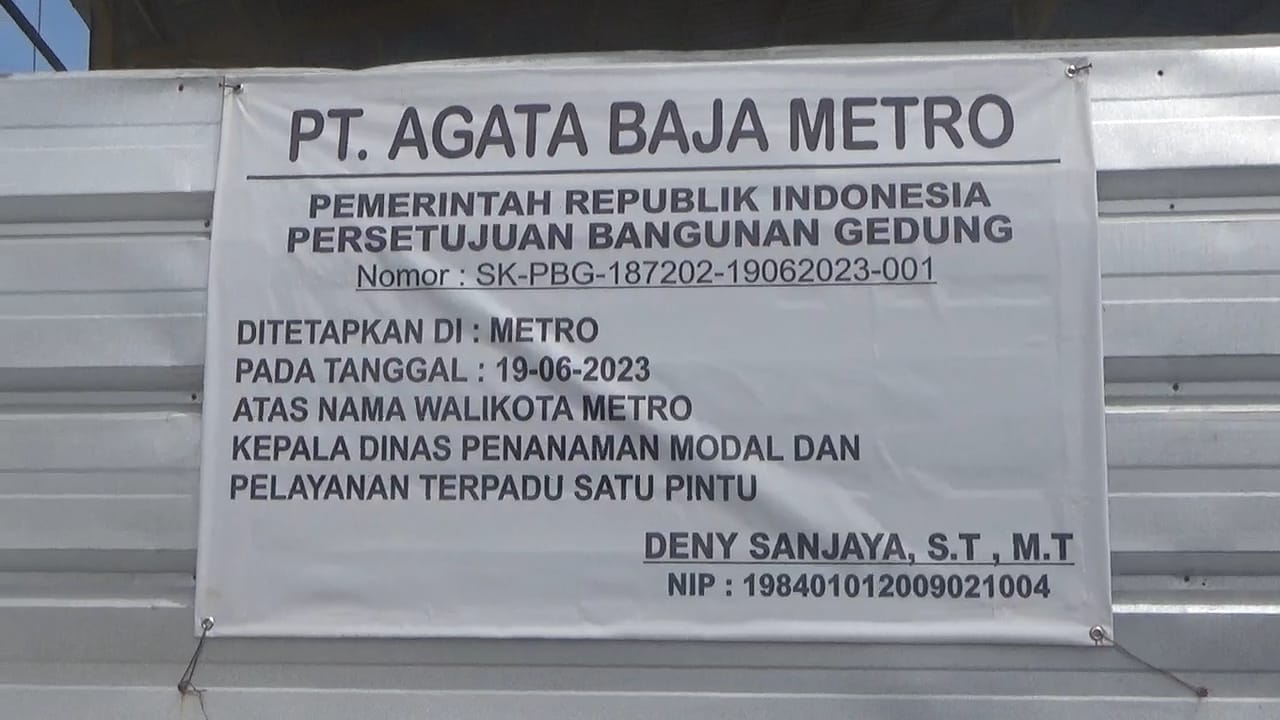 PT. AGATA BAJA METRO
PEMERINTAH REPUBLIK INDONESIA
PERSETUJUAN BANGUNAN GEDUNG
Nomor : SK-PBG-187202-19062023-001
DITETAPKAN DI : METRO
PADA TANGGAL : 19-06-2023
ATAS NAMA WALIKOTA METRO
KEPALA DINAS PENANAMAN MODAL DAN
PELAYANAN TERPADU SATU PINTU
DENY SANJAYA, S.T , M.T
NIP : 198401012009021004